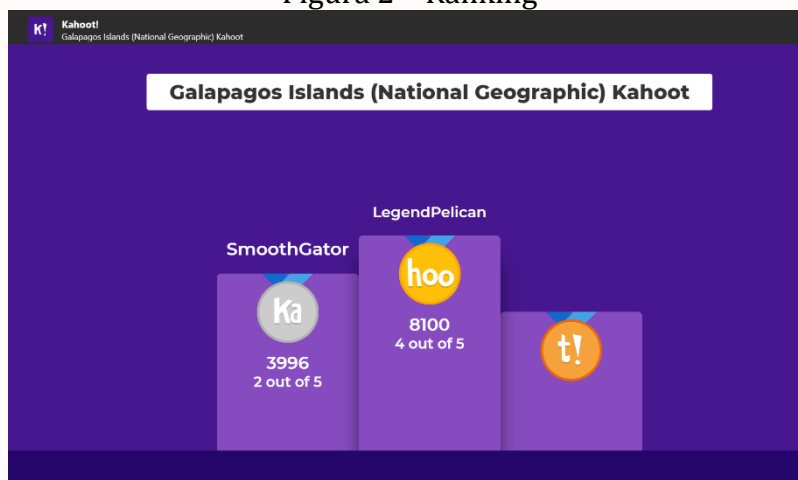 Figura 2 – Ranking
K!
Kahoot!
Galapagos Islands (National Geographic) Kahoot
Galapagos Islands (National Geographic) Kahoot
LegendPelican
SmoothGator
hoo
8100
4 out of 5
Ka
3996
2 out of 5
t!